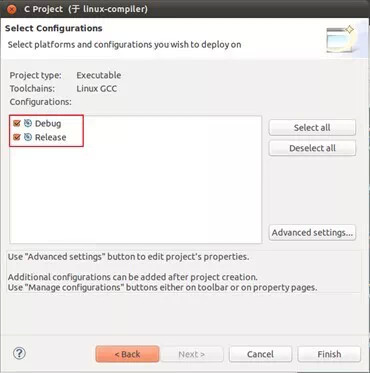 C Project (于 linux-compiler)
Select Configurations
Select platforms and configurations you wish to deploy on
Project type: Executable
Toolchains: Linux GCC
Configurations:
Debug
Release
Select all
Deselect all
Advanced settings...
Use "Advanced settings" button to edit project's properties.
Additional configurations can be added after project creation.
Use "Manage configurations" buttons either on toolbar or on property pages.
?
< Back
Next >
Cancel
Finish